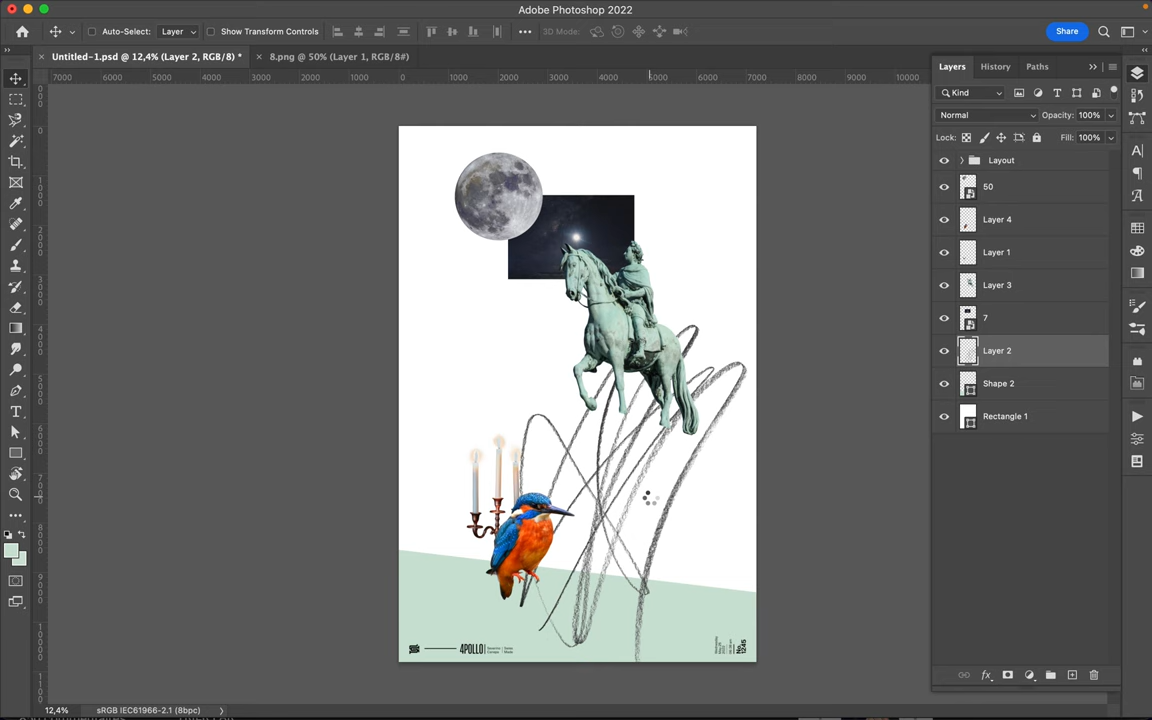 Adobe Photoshop 2022
Auto-Select: Layer Show Transform Controls 3D Mode: Share
Untitled-1.psd @ 12,4% (Layer 2, RGB/8) * 8.png @ 50% (Layer 1, RGB/8#)
7000 6000 5000 4000 3000 2000 1000 0 1000 2000 3000 4000 5000 6000 7000 8000 9000 10000
Layers History Paths
Kind
Normal Opacity: 100%
Lock: Fill: 100%
Layout
50
Layer 4
Layer 1
Layer 3
7
Layer 2
Shape 2
Rectangle 1
4POLLO
No. 1245
12,4% sRGB IEC61966-2.1 (8bpc)